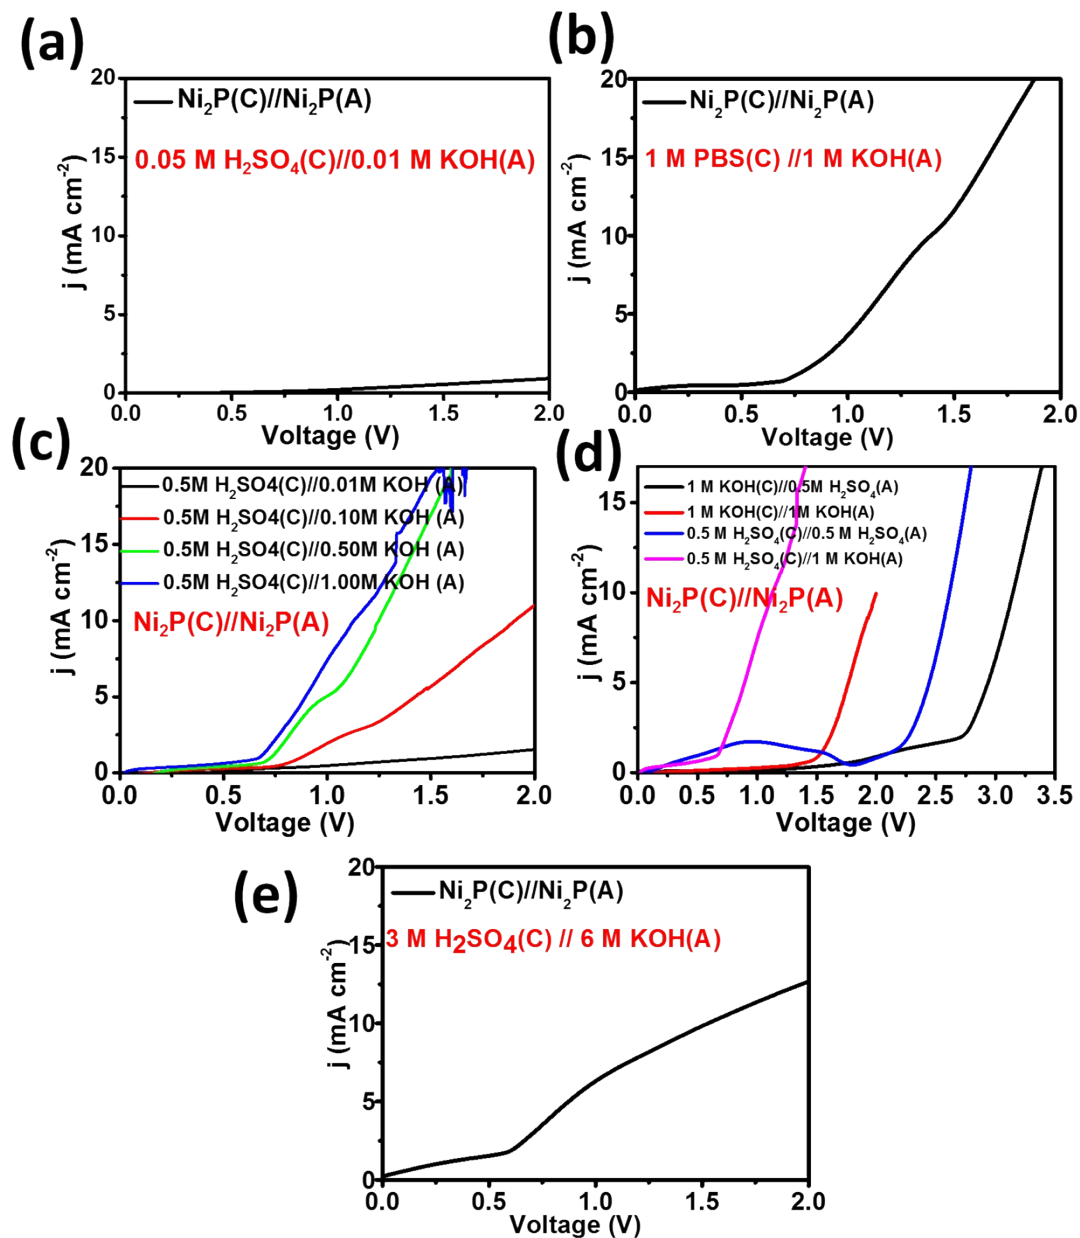 (a)
20
15
10
5
0
j (mA cm-2)
Ni2P(C)//Ni2P(A)
0.05 M H2SO4(C)//0.01 M KOH(A)
0.0 0.5 1.0 1.5 2.0
Voltage (V)
(b)
20
15
10
5
0
j (mA cm-2)
Ni2P(C)//Ni2P(A)
1 M PBS(C) //1 M KOH(A)
0.0 0.5 1.0 1.5 2.0
Voltage (V)
(c)
20
15
10
5
0
j (mA cm-2)
0.5M H2SO4(C)//0.01M KOH (A)
0.5M H2SO4(C)//0.10M KOH (A)
0.5M H2SO4(C)//0.50M KOH (A)
0.5M H2SO4(C)//1.00M KOH (A)
Ni2P(C)//Ni2P(A)
0.0 0.5 1.0 1.5 2.0
Voltage (V)
(d)
15
10
5
0
j (mA cm-2)
1 M KOH(C)//0.5M H2SO4(A)
1 M KOH(C)//1M KOH(A)
0.5 M H2SO4(C)//0.5 M H2SO4(A)
0.5 M H2SO4(C)//1 M KOH(A)
Ni2P(C)//Ni2P(A)
0.0 0.5 1.0 1.5 2.0 2.5 3.0 3.5
Voltage (V)
(e)
20
15
10
5
0
j (mA cm-2)
Ni2P(C)//Ni2P(A)
3 M H2SO4(C) // 6 M KOH(A)
0.0 0.5 1.0 1.5 2.0
Voltage (V)